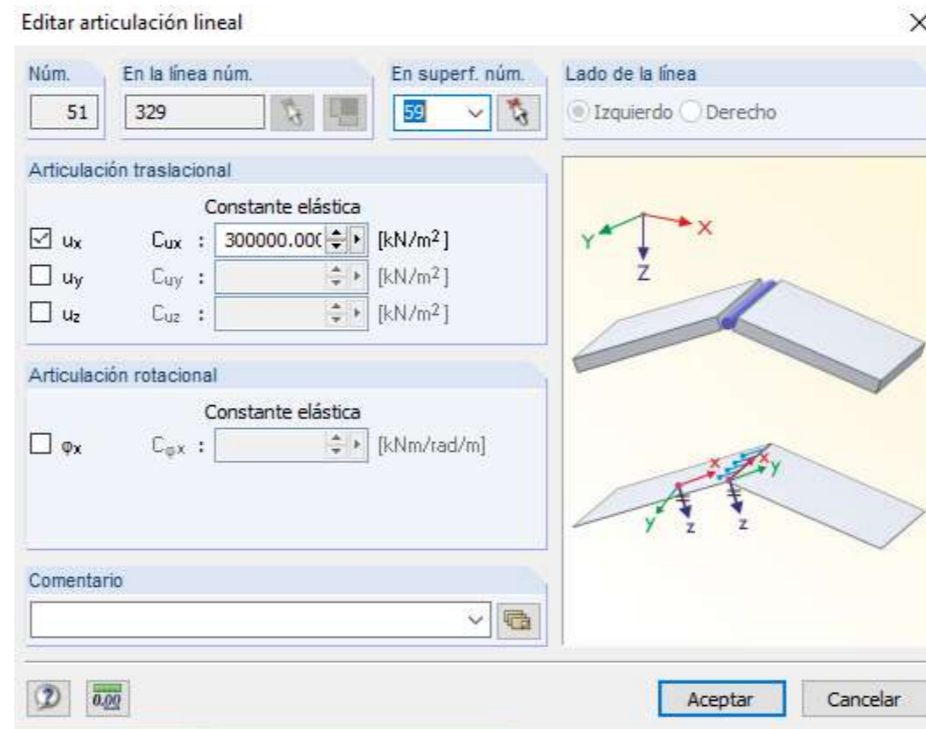 Editar articulación lineal
Núm. En la línea núm. En superf. núm. Lado de la línea
51 329 59 Izquierdo Derecho
Articulación traslacional
Constante elástica
ux Cux : 300000.000 [kN/m2]
uy Cuy : [kN/m2]
uz Cuz : [kN/m2]
Y X
Z
Articulación rotacional
Constante elástica
φx Cφx : [kNm/rad/m]
x x
y y
z z
Comentario
0.00
Aceptar Cancelar